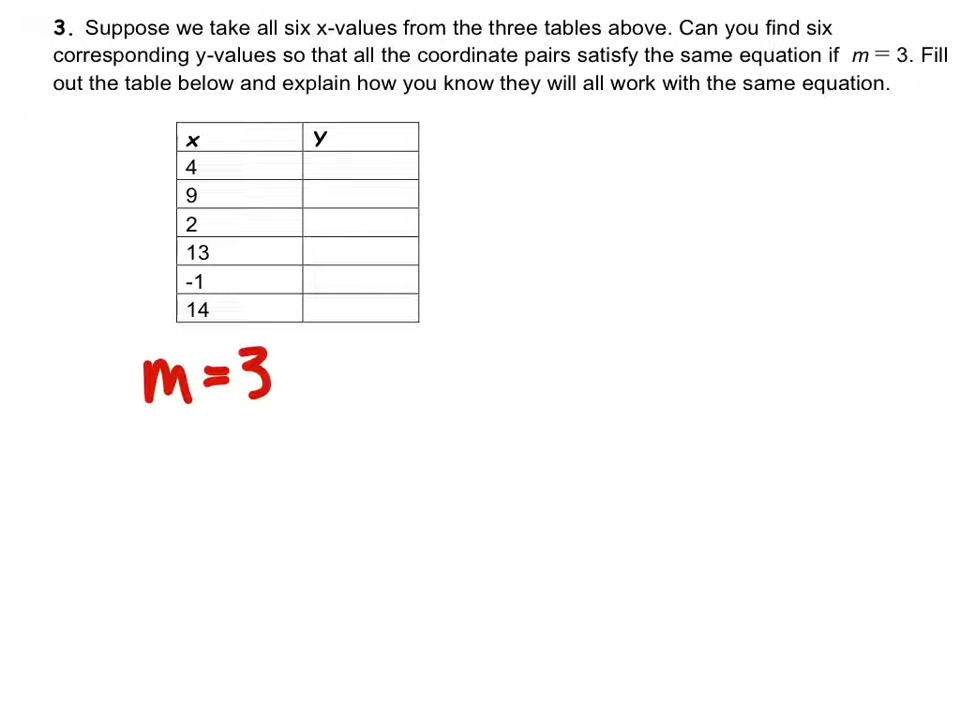 3. Suppose we take all six x-values from the three tables above. Can you find six
corresponding y-values so that all the coordinate pairs satisfy the same equation if m = 3. Fill
out the table below and explain how you know they will all work with the same equation.
x Y
4
9
2
13
-1
14
m = 3